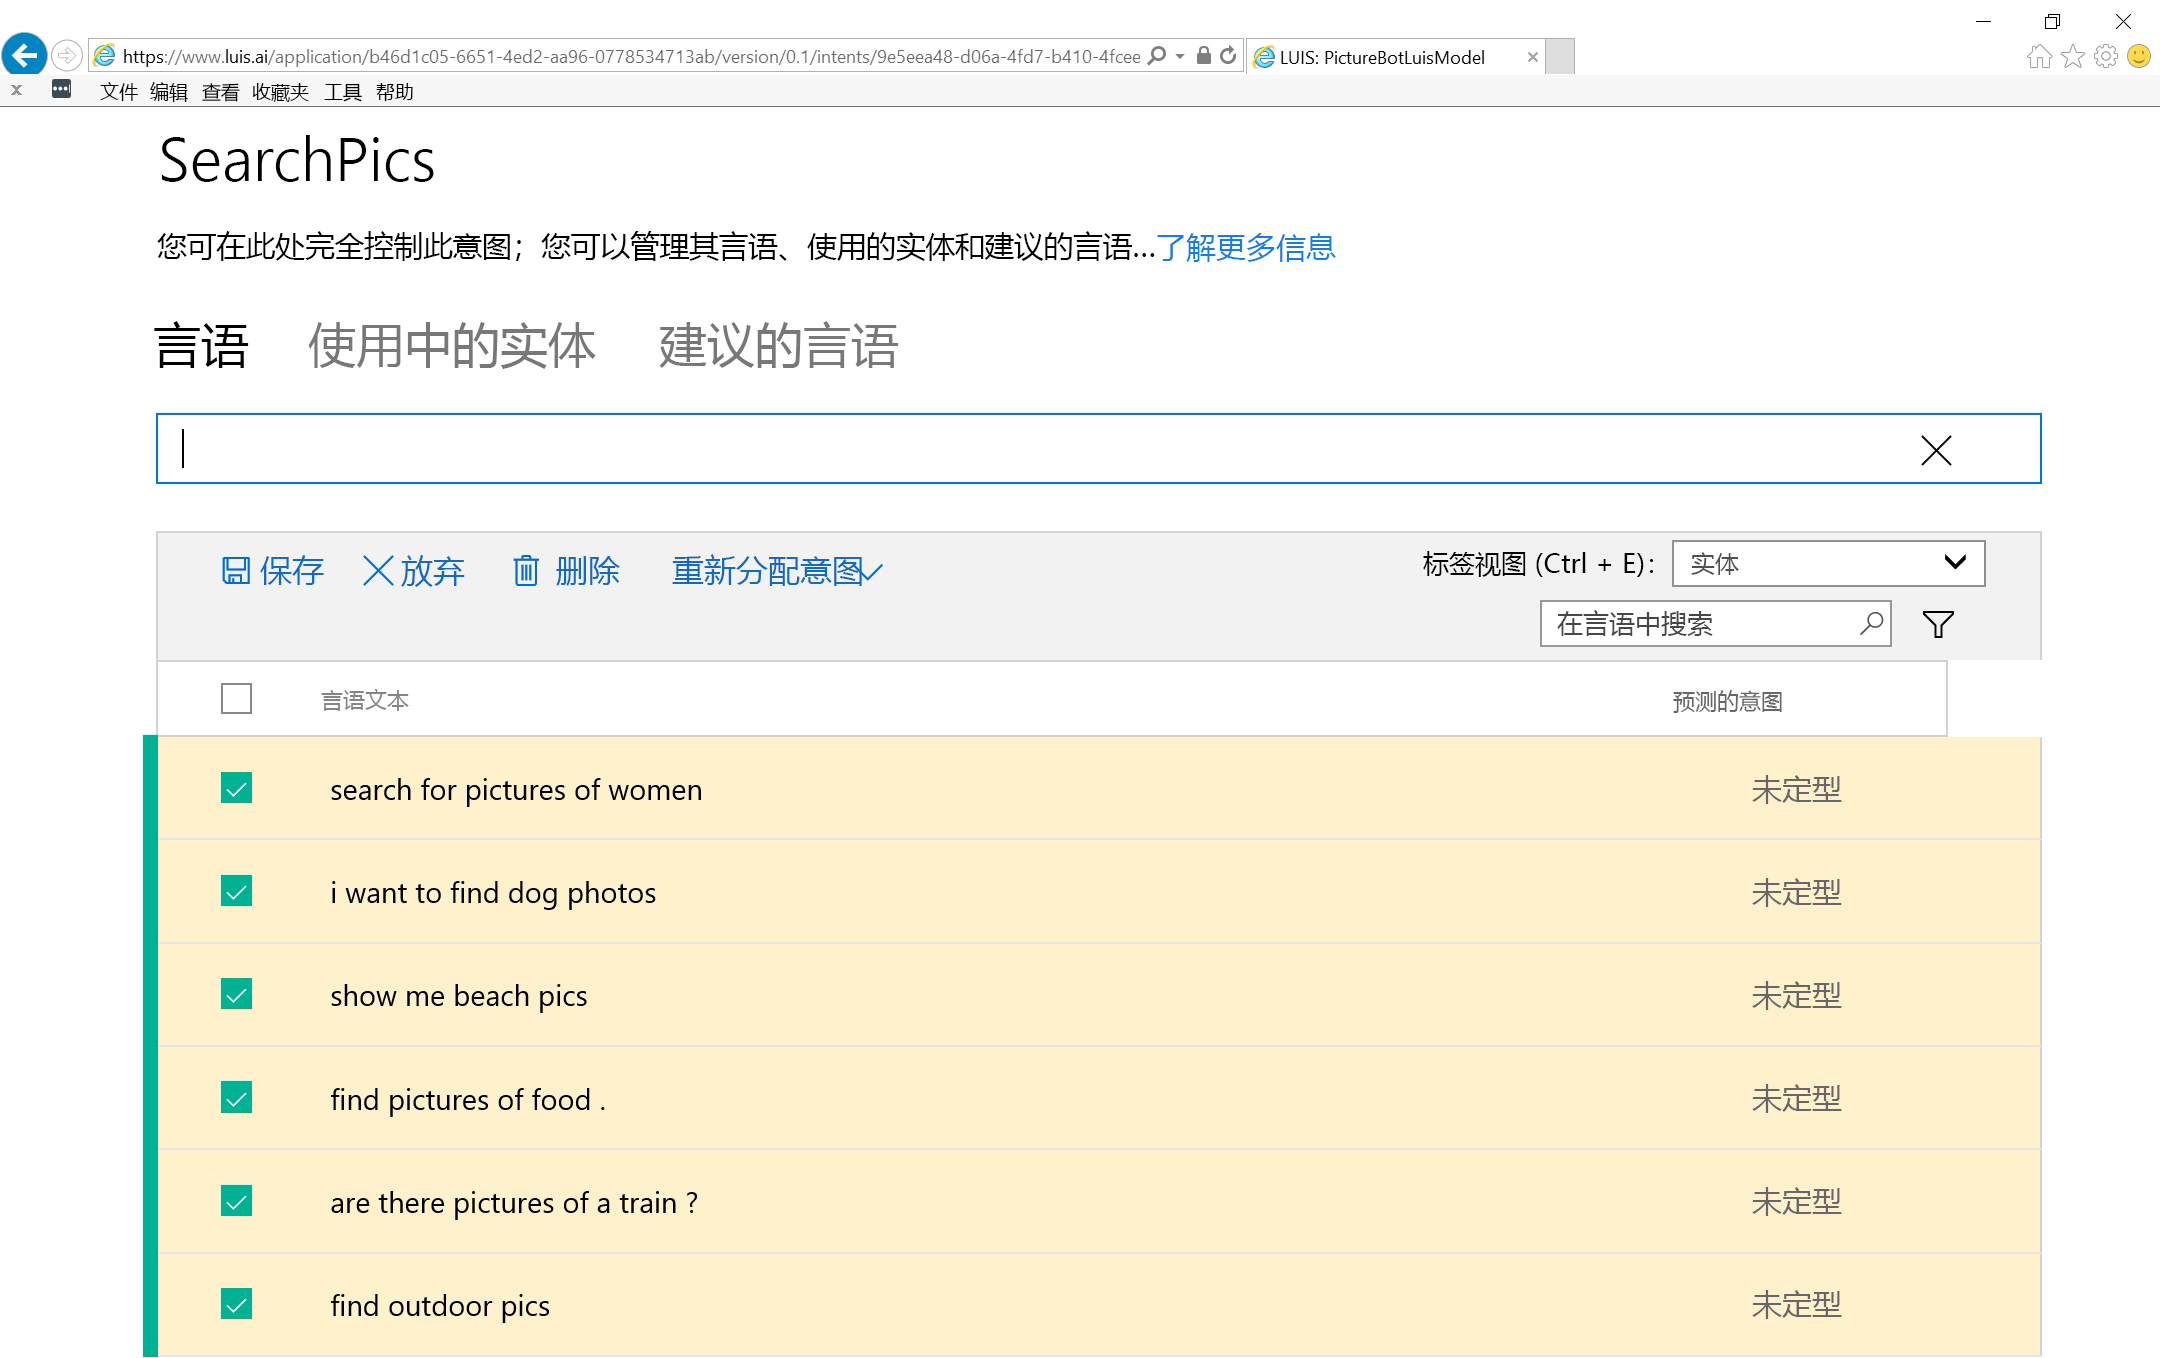 https://www.luis.ai/application/b46d1c05-6651-4ed2-aa96-0778534713ab/version/0.1/intents/9e5eea48-d06a-4fd7-b410-4fcee
LUIS: PictureBotLuisModel
x 文件 编辑 查看 收藏夹 工具 帮助
SearchPics
您可在此处完全控制此意图；您可以管理其言语、使用的实体和建议的言语...了解更多信息
言语 使用中的实体 建议的言语
保存 放弃 删除 重新分配意图
标签视图 (Ctrl + E)： 实体
在言语中搜索
言语文本 预测的意图
search for pictures of women 未定型
i want to find dog photos 未定型
show me beach pics 未定型
find pictures of food . 未定型
are there pictures of a train ? 未定型
find outdoor pics 未定型